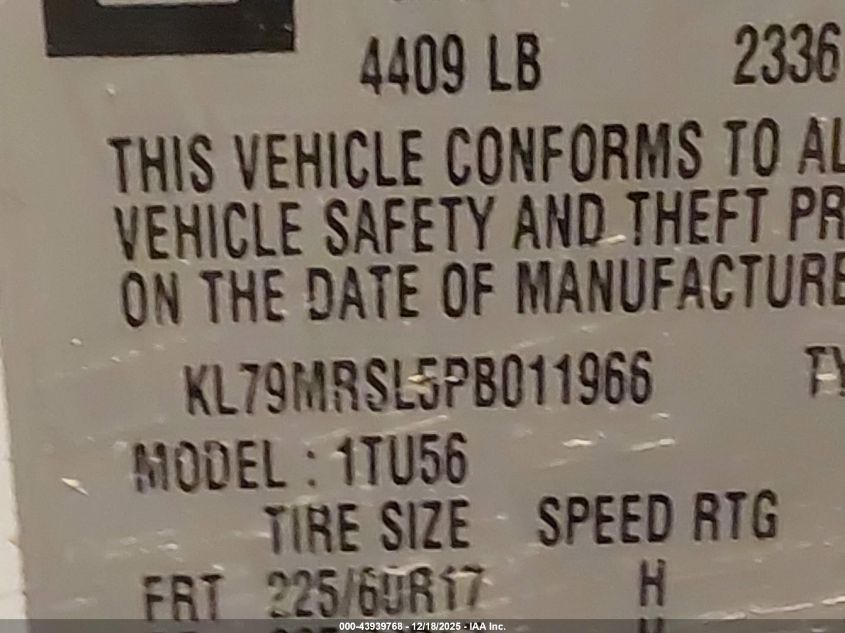 4409 LB 2336
THIS VEHICLE CONFORMS TO AL
VEHICLE SAFETY AND THEFT PR
ON THE DATE OF MANUFACTURE
KL79MRSL5PB011966 TY
MODEL : 1TU56
TIRE SIZE SPEED RTG
FRT 225/60R17 H
000-43939768 - 12/18/2025 - IAA Inc.